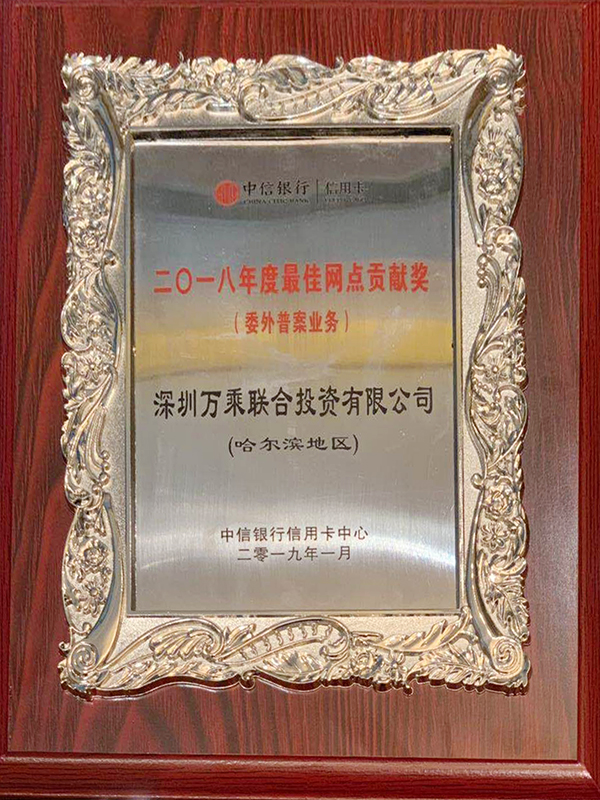 中信银行 信用卡
CHINA CITIC BANK
二〇一八年度最佳网点贡献奖
(委外普案业务)
深圳万乘联合投资有限公司
(哈尔滨地区)
中信银行信用卡中心
二零一九年一月